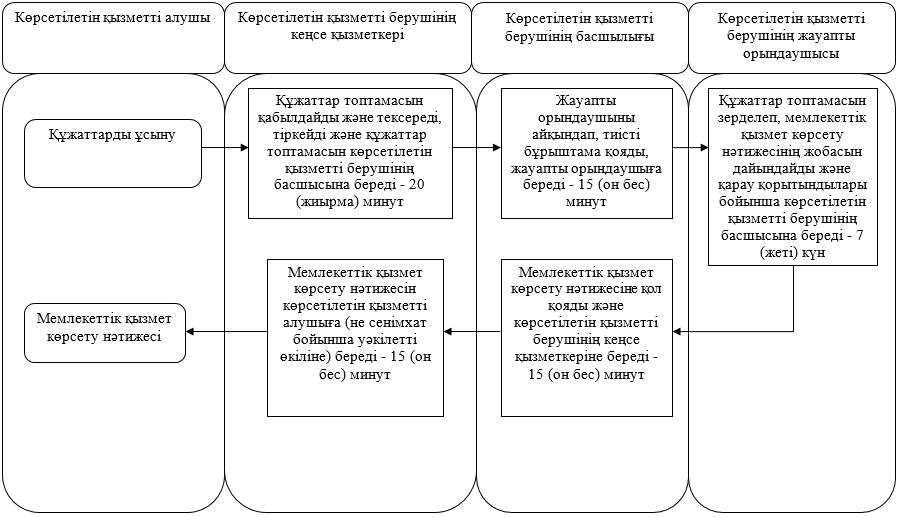 Көрсетілетін қызметті алушы
Көрсетілетін қызметті берушінің
кеңсе қызметкері
Көрсетілетін қызметті
берушінің басшылығы
Көрсетілетін қызметті
берушінің жауапты
орындаушысы
Құжаттарды ұсыну
Құжаттар топтамасын
қабылдайды және тексереді,
тіркейді және құжаттар
топтамасын көрсетілетін
қызметті берушінің
басшысына береді - 20
(жиырма) минут
Жауапты
орындаушыны
айқындап, тиісті
бұрыштама қояды,
жауапты орындаушыға
береді - 15 (он бес)
минут
Құжаттар топтамасын
зерделеп, мемлекеттік
қызмет көрсету
нәтижесінің жобасын
дайындайды және
қарау қорытындылары
бойынша көрсетілетін
қызметті берушінің
басшысына береді - 7
(жеті) күн
Мемлекеттік қызмет
көрсету нәтижесі
Мемлекеттік қызмет
көрсету нәтижесін
көрсетілетін қызметті
алушыға (не сенімхат
бойынша уәкілетті
өкіліне) береді - 15 (он
бес) минут
Мемлекеттік қызмет
көрсету нәтижесіне қол
қояды және
көрсетілетін қызметті
берушінің кеңсе
қызметкеріне береді -
15 (он бес) минут